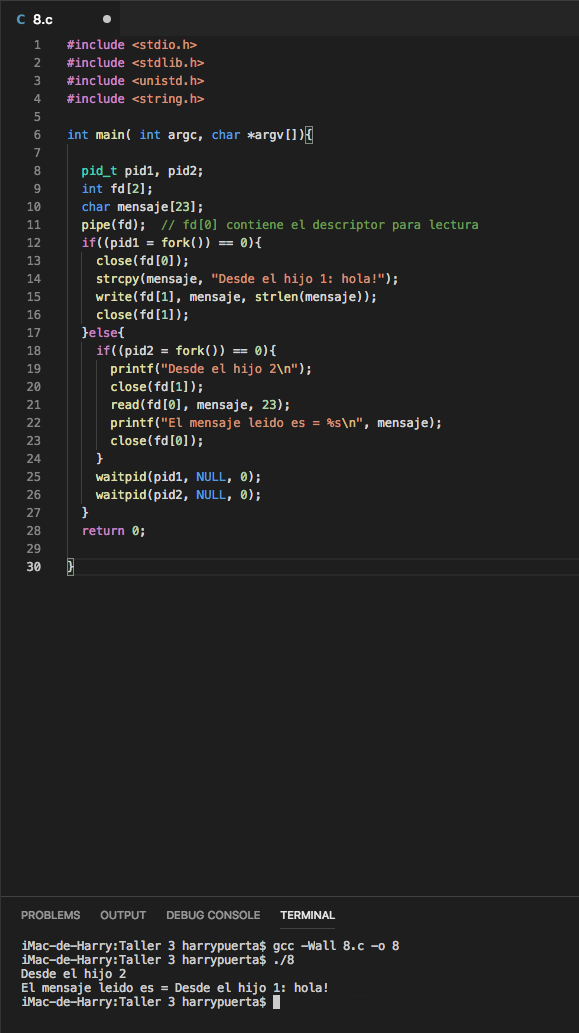 C 8.c
1 #include <stdio.h>
2 #include <stdlib.h>
3 #include <unistd.h>
4 #include <string.h>
5
6 int main( int argc, char *argv[]){
7
8 pid_t pid1, pid2;
9 int fd[2];
10 char mensaje[23];
11 pipe(fd); // fd[0] contiene el descriptor para lectura
12 if((pid1 = fork()) == 0){
13 close(fd[0]);
14 strcpy(mensaje, "Desde el hijo 1: hola!");
15 write(fd[1], mensaje, strlen(mensaje));
16 close(fd[1]);
17 }else{
18 if((pid2 = fork()) == 0){
19 printf("Desde el hijo 2\n");
20 close(fd[1]);
21 read(fd[0], mensaje, 23);
22 printf("El mensaje leido es = %s\n", mensaje);
23 close(fd[0]);
24 }
25 waitpid(pid1, NULL, 0);
26 waitpid(pid2, NULL, 0);
27 }
28 return 0;
29
30 }
PROBLEMS OUTPUT DEBUG CONSOLE TERMINAL
iMac-de-Harry:Taller 3 harrypuerta$ gcc -Wall 8.c -o 8
iMac-de-Harry:Taller 3 harrypuerta$ ./8
Desde el hijo 2
El mensaje leido es = Desde el hijo 1: hola!
iMac-de-Harry:Taller 3 harrypuerta$